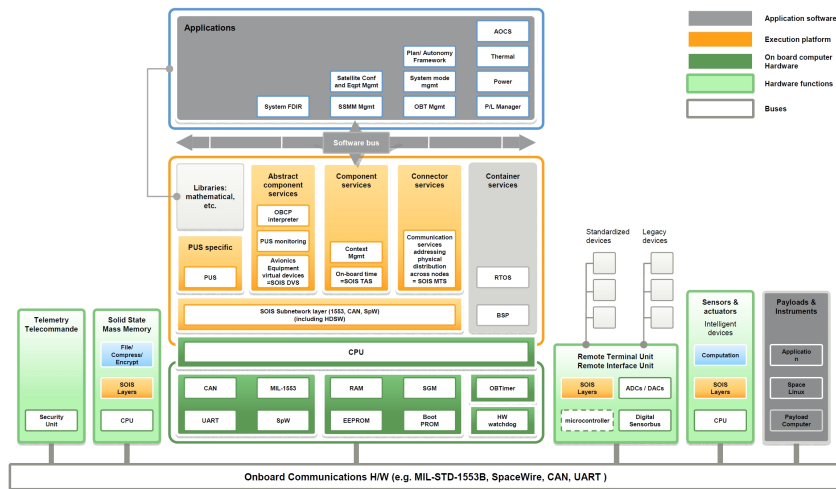 Application software
Execution platform
On board computer
Hardware
Hardware functions
Buses
Applications
AOCS
Plan/ Autonomy
Framework
Thermal
Satellite Conf
and Eqpt Mgmt
System mode
mgmt
Power
System FDIR
SSMM Mgmt
OBT Mgmt
P/L Manager
Software bus
Libraries:
mathematical,
etc.
Abstract
component
services
Component
services
Connector
services
Container
services
OBCP
interpreter
PUS monitoring
Avionics
Equipment
virtual devices
=SOIS DVS
PUS specific
PUS
Context
Mgmt
On-board time
=SOIS TAS
Communication
services
addressing
physical
distribution
across nodes
= SOIS MTS
RTOS
BSP
SOIS Subnetwork layer (1553, CAN, SpW)
(including HDSW)
CPU
CAN
MIL-1553
RAM
SGM
OBTimer
UART
SpW
EEPROM
Boot
PROM
HW
watchdog
Telemetry
Telecommande
Security
Unit
Solid State
Mass Memory
File/
Compress/
Encrypt
SOIS
Layers
CPU
Standardized
devices
Legacy
devices
Remote Terminal Unit
Remote Interface Unit
SOIS
Layers
ADCs / DACs
microcontroller
Digital
Sensorbus
Sensors &
actuators
Intelligent
devices
Computation
SOIS
Layers
CPU
Payloads &
Instruments
Applicatio
n
Space
Linux
Payload
Computer
Onboard Communications H/W (e.g. MIL-STD-1553B, SpaceWire, CAN, UART )